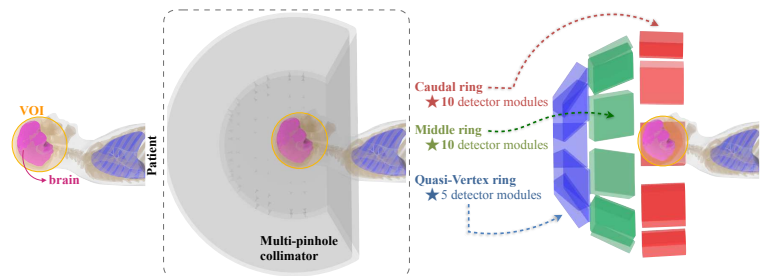 VOI
brain
Patient
Multi-pinhole
collimator
Caudal ring
★10 detector modules
Middle ring
★10 detector modules
Quasi-Vertex ring
★5 detector modules